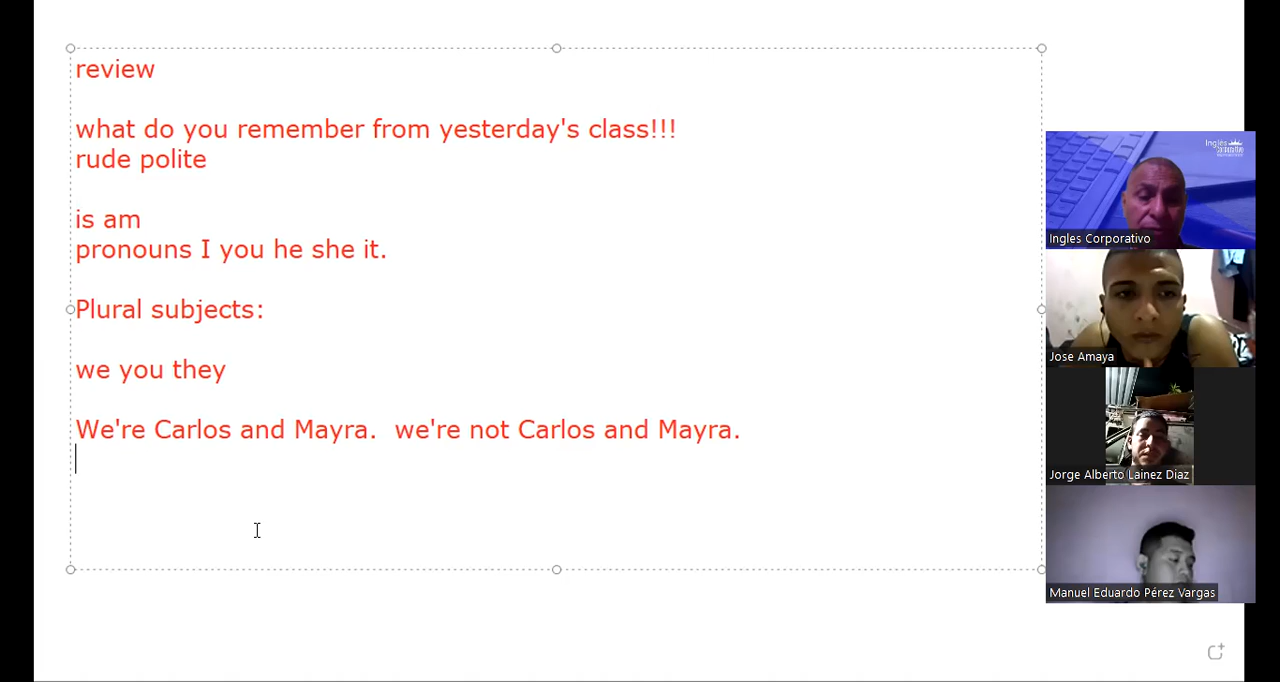 review
what do you remember from yesterday's class!!!
rude polite
is am
pronouns I you he she it.
Plural subjects:
we you they
We're Carlos and Mayra.  we're not Carlos and Mayra.
Ingles Corporativo
Jose Amaya
Jorge Alberto Lainez Diaz
Manuel Eduardo Pérez Vargas